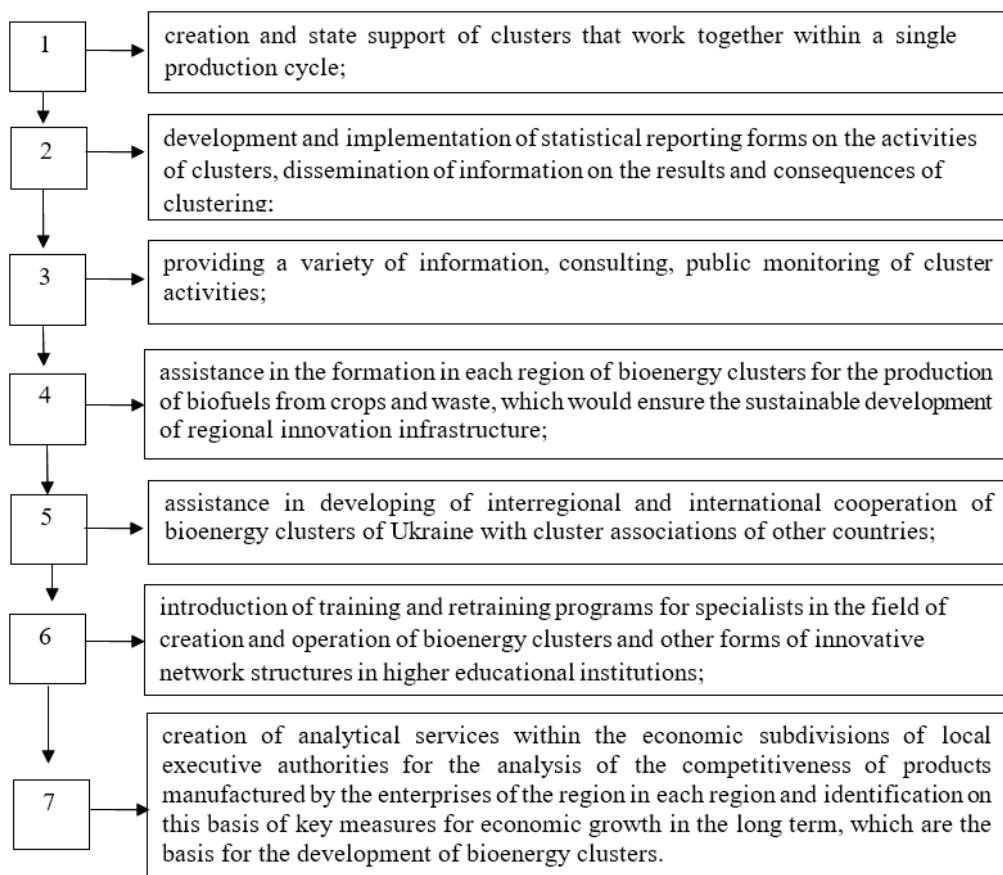 1
creation and state support of clusters that work together within a single
production cycle;
2
development and implementation of statistical reporting forms on the activities
of clusters, dissemination of information on the results and consequences of
clustering;
3
providing a variety of information, consulting, public monitoring of cluster
activities;
4
assistance in the formation in each region of bioenergy clusters for the production
of biofuels from crops and waste, which would ensure the sustainable development
of regional innovation infrastructure;
5
assistance in developing of interregional and international cooperation of
bioenergy clusters of Ukraine with cluster associations of other countries;
6
introduction of training and retraining programs for specialists in the field of
creation and operation of bioenergy clusters and other forms of innovative
network structures in higher educational institutions;
7
creation of analytical services within the economic subdivisions of local
executive authorities for the analysis of the competitiveness of products
manufactured by the enterprises of the region in each region and identification on
this basis of key measures for economic growth in the long term, which are the
basis for the development of bioenergy clusters.